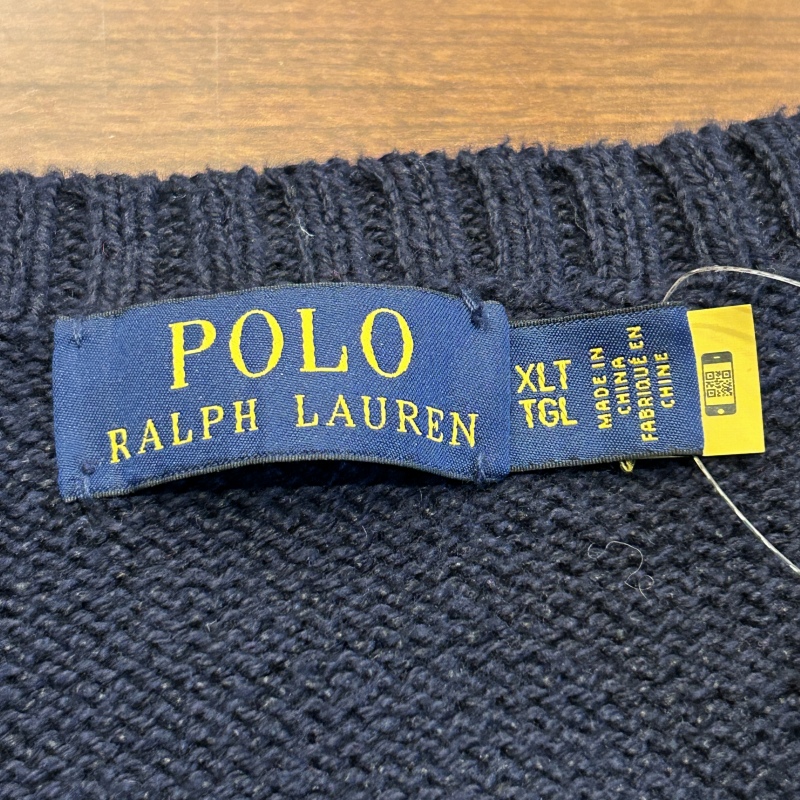 POLO
RALPH LAUREN
XLT
TGL
MADE IN
CHINA
FABRIQUÉ EN
CHINE